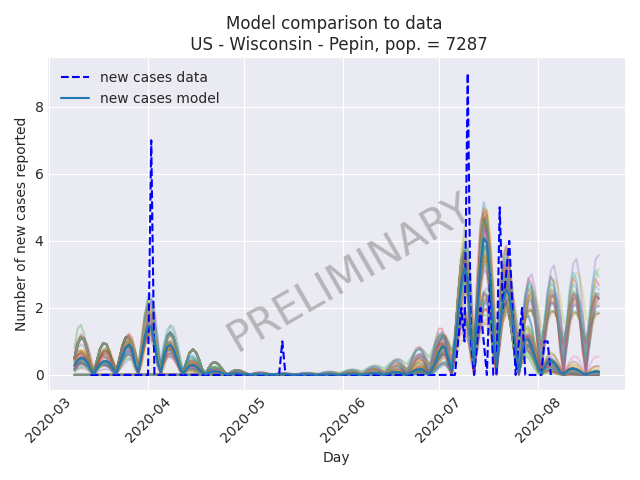 Model comparison to data
US - Wisconsin - Pepin, pop. = 7287
new cases data
new cases model
Number of new cases reported
8
6
4
2
0
PRELIMINARY
2020-03
2020-04
2020-05
2020-06
2020-07
2020-08
Day